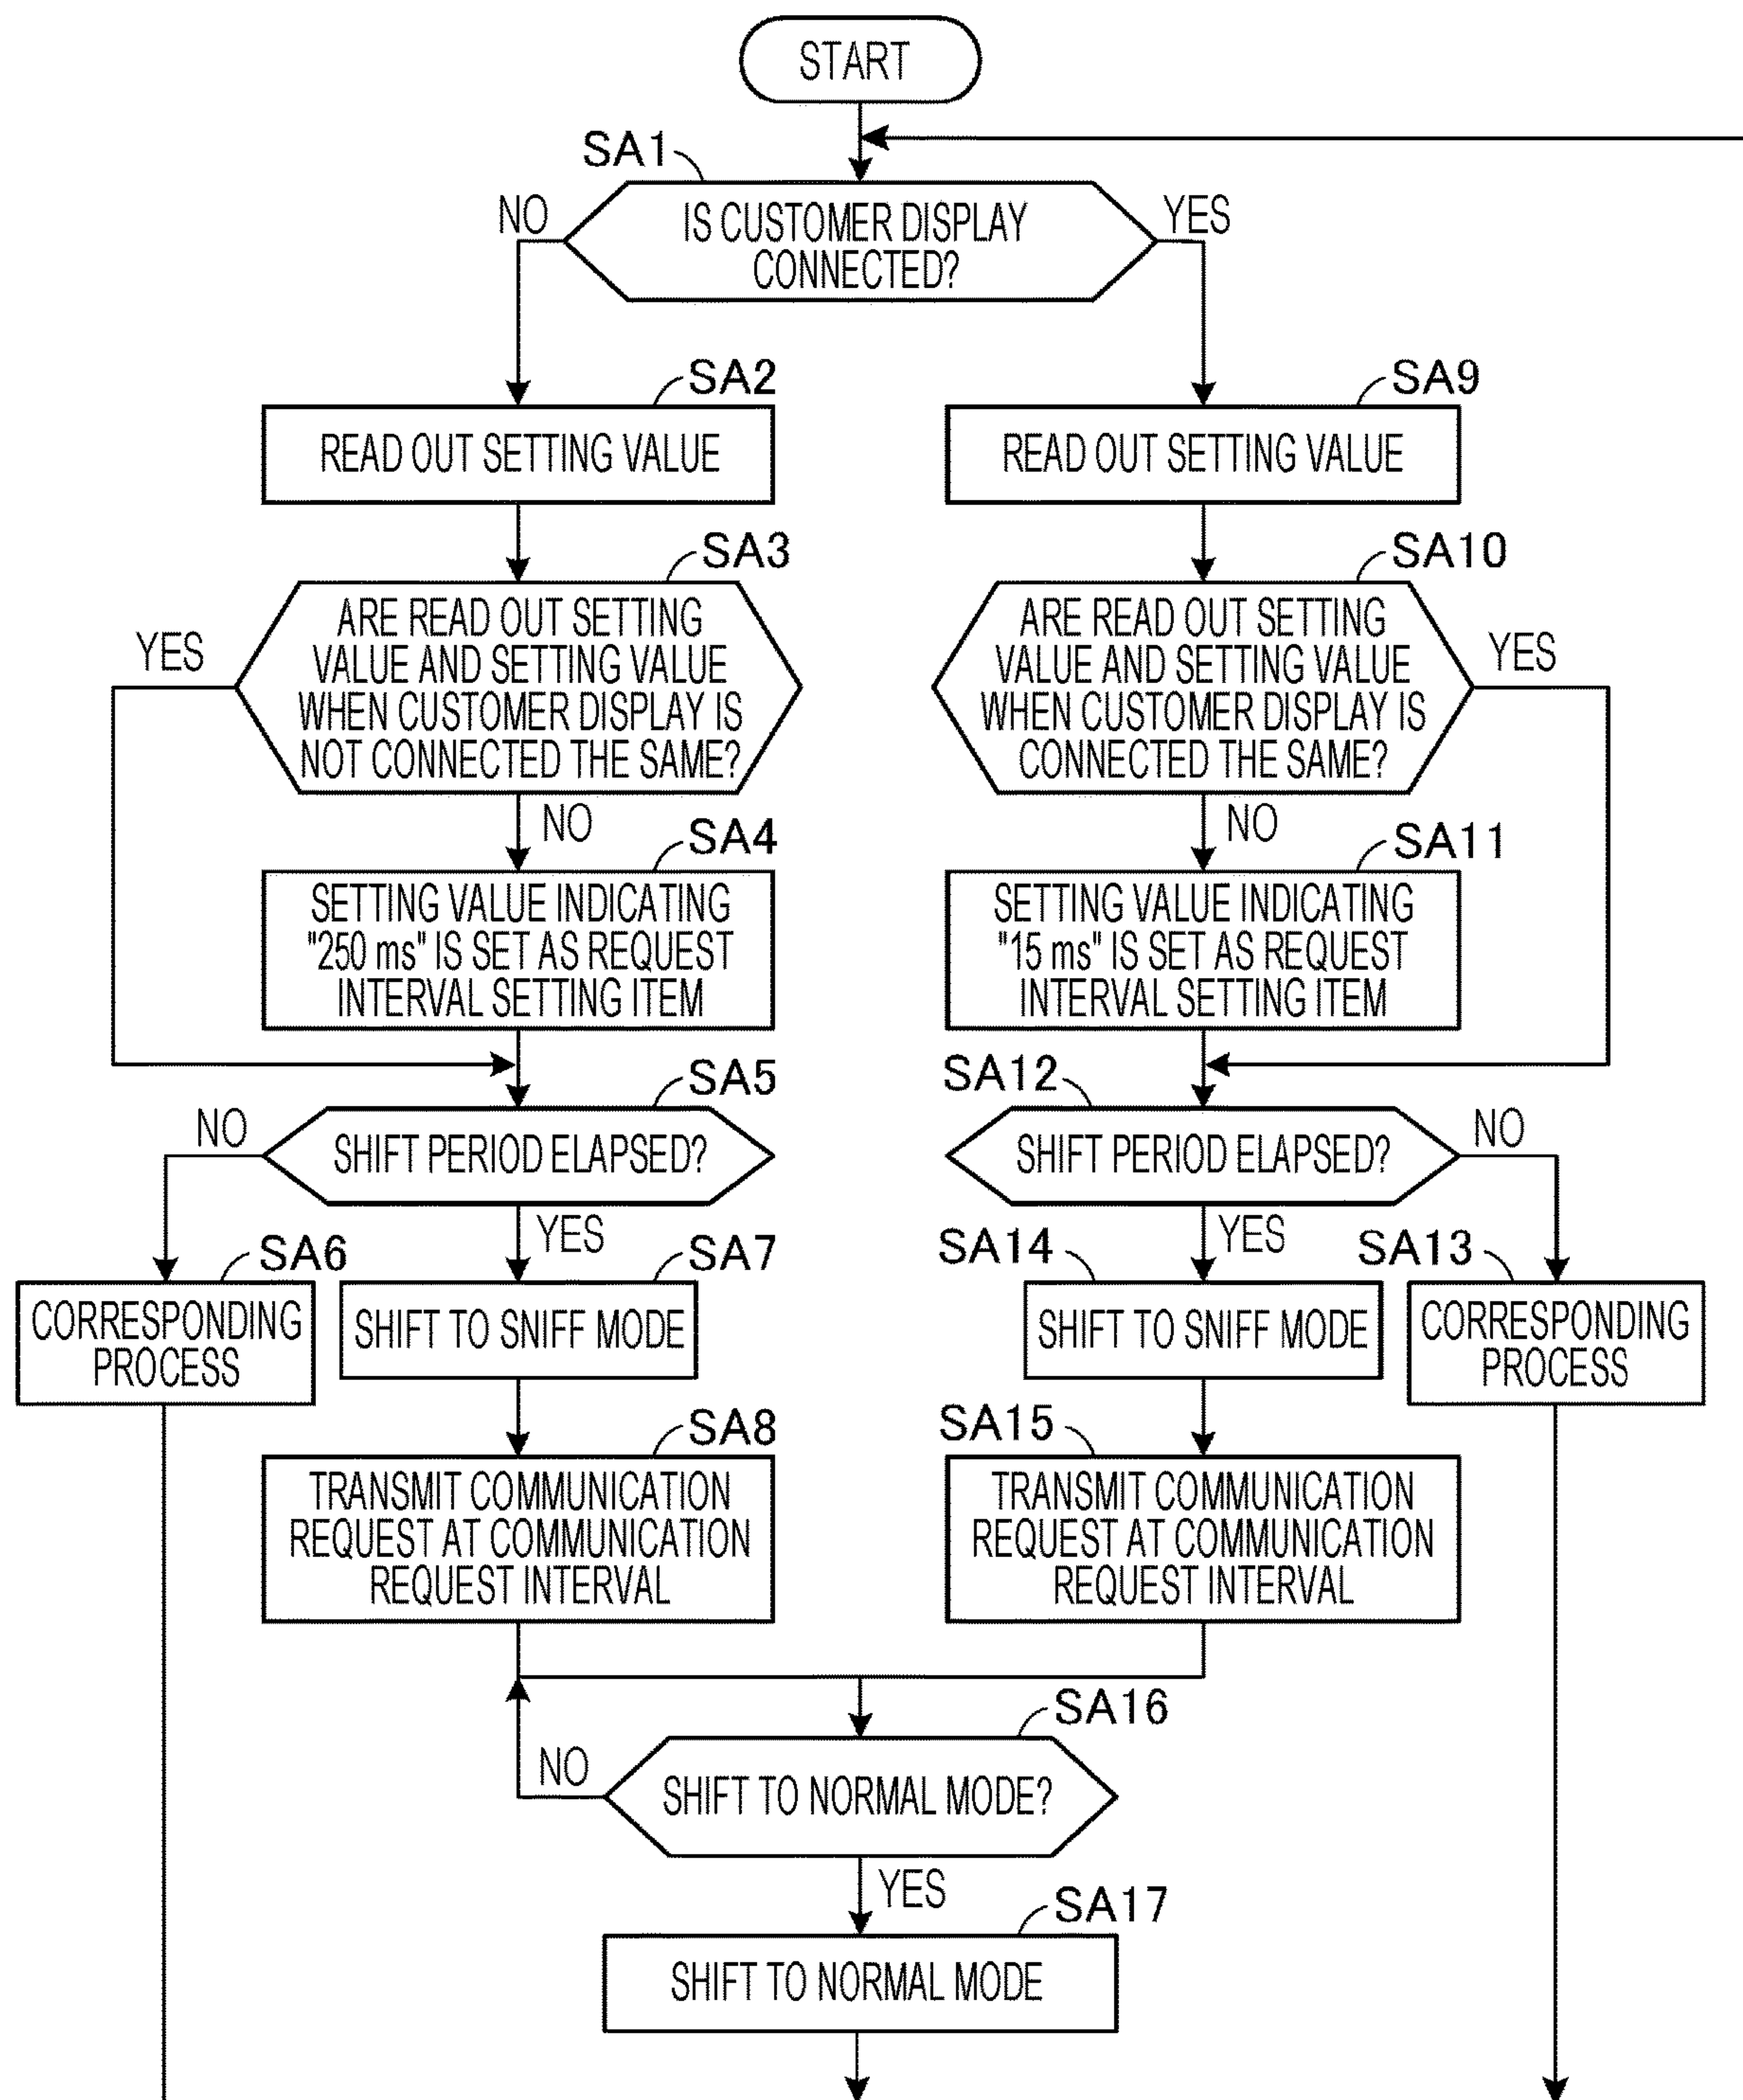 START
SA1
NO
YES
IS CUSTOMER DISPLAY
CONNECTED?
SA2
READ OUT SETTING VALUE
SA9
READ OUT SETTING VALUE
SA3
ARE READ OUT SETTING
VALUE AND SETTING VALUE
WHEN CUSTOMER DISPLAY IS
NOT CONNECTED THE SAME?
YES
NO
SA10
ARE READ OUT SETTING
VALUE AND SETTING VALUE
WHEN CUSTOMER DISPLAY IS
CONNECTED THE SAME?
YES
NO
SA4
SETTING VALUE INDICATING
"250 ms" IS SET AS REQUEST
INTERVAL SETTING ITEM
SA11
SETTING VALUE INDICATING
"15 ms" IS SET AS REQUEST
INTERVAL SETTING ITEM
SA5
NO
SHIFT PERIOD ELAPSED?
YES
SA12
SHIFT PERIOD ELAPSED?
NO
YES
SA6
CORRESPONDING
PROCESS
SA7
SHIFT TO SNIFF MODE
SA14
SHIFT TO SNIFF MODE
SA13
CORRESPONDING
PROCESS
SA8
TRANSMIT COMMUNICATION
REQUEST AT COMMUNICATION
REQUEST INTERVAL
SA15
TRANSMIT COMMUNICATION
REQUEST AT COMMUNICATION
REQUEST INTERVAL
SA16
NO
SHIFT TO NORMAL MODE?
YES
SA17
SHIFT TO NORMAL MODE